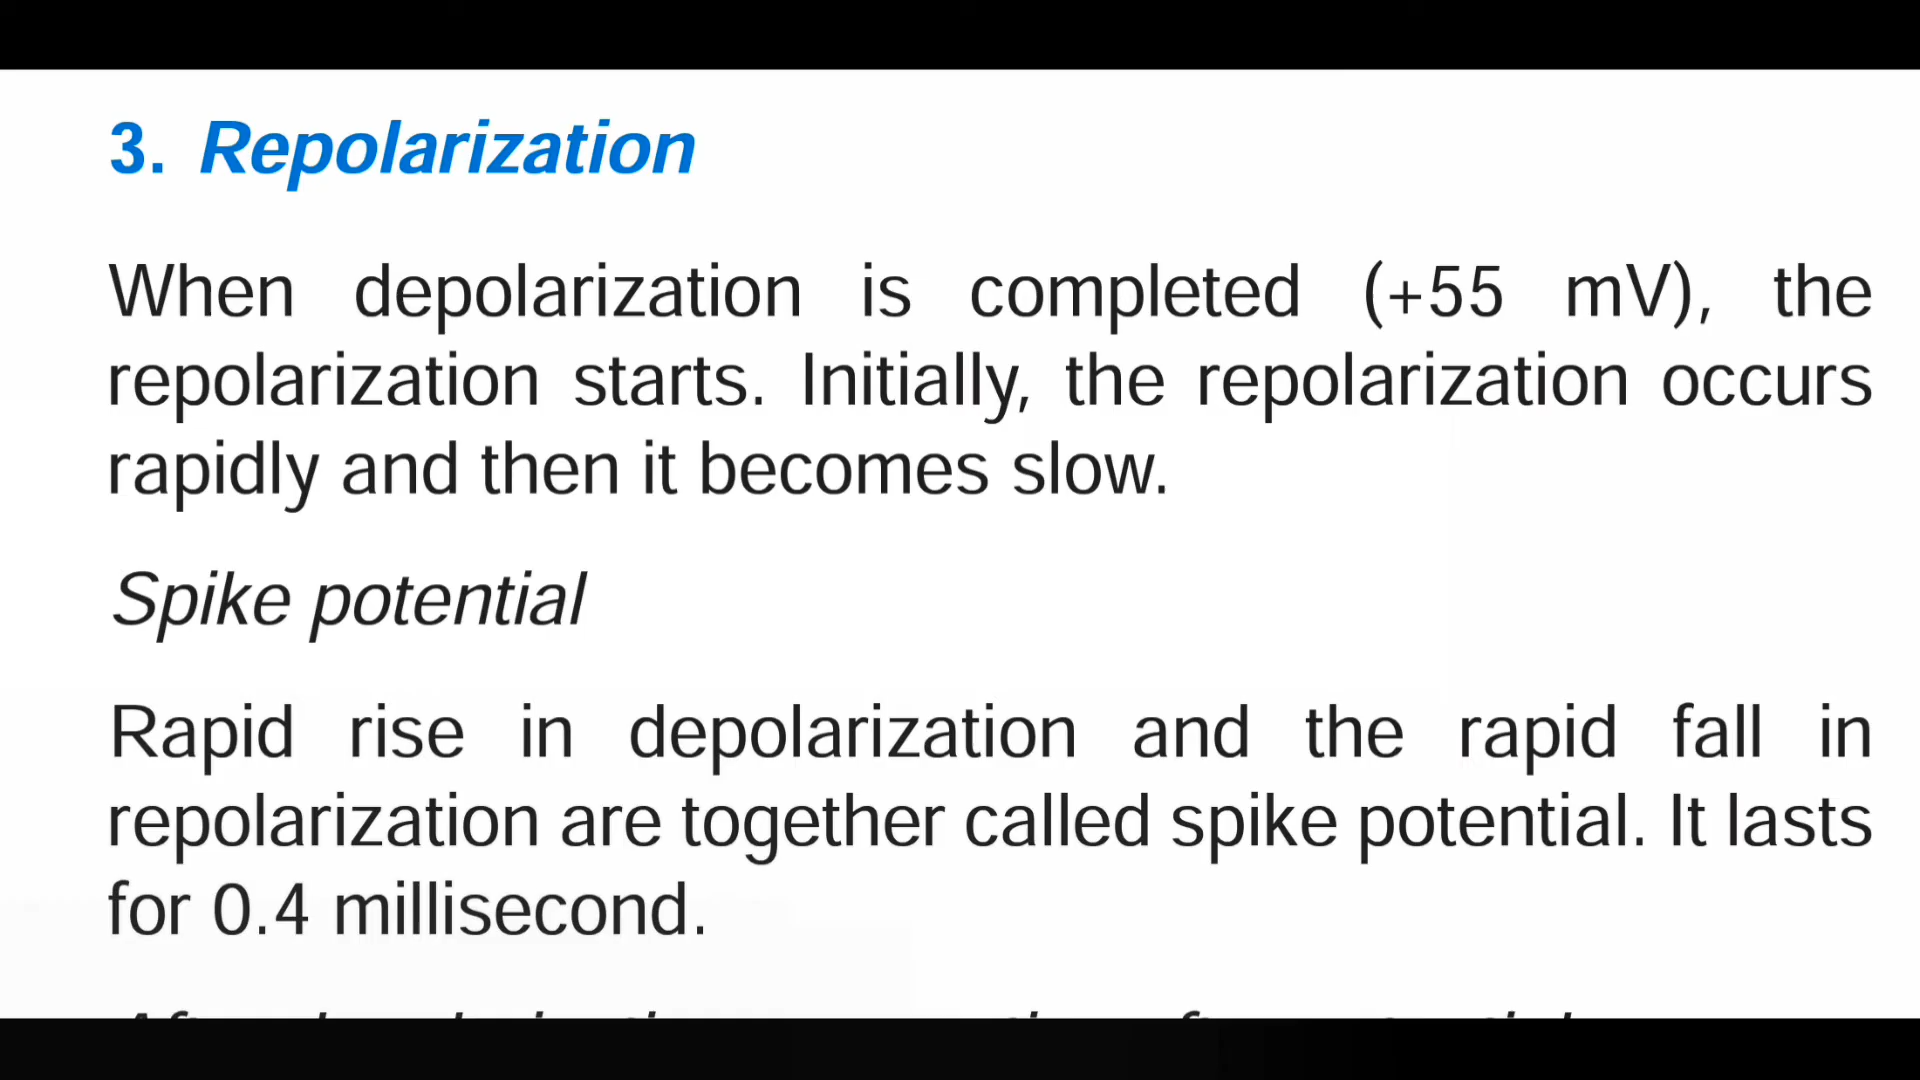 3. Repolarization
When depolarization is completed (+55 mV), the
repolarization starts. Initially, the repolarization occurs
rapidly and then it becomes slow.
Spike potential
Rapid rise in depolarization and the rapid fall in
repolarization are together called spike potential. It lasts
for 0.4 millisecond.